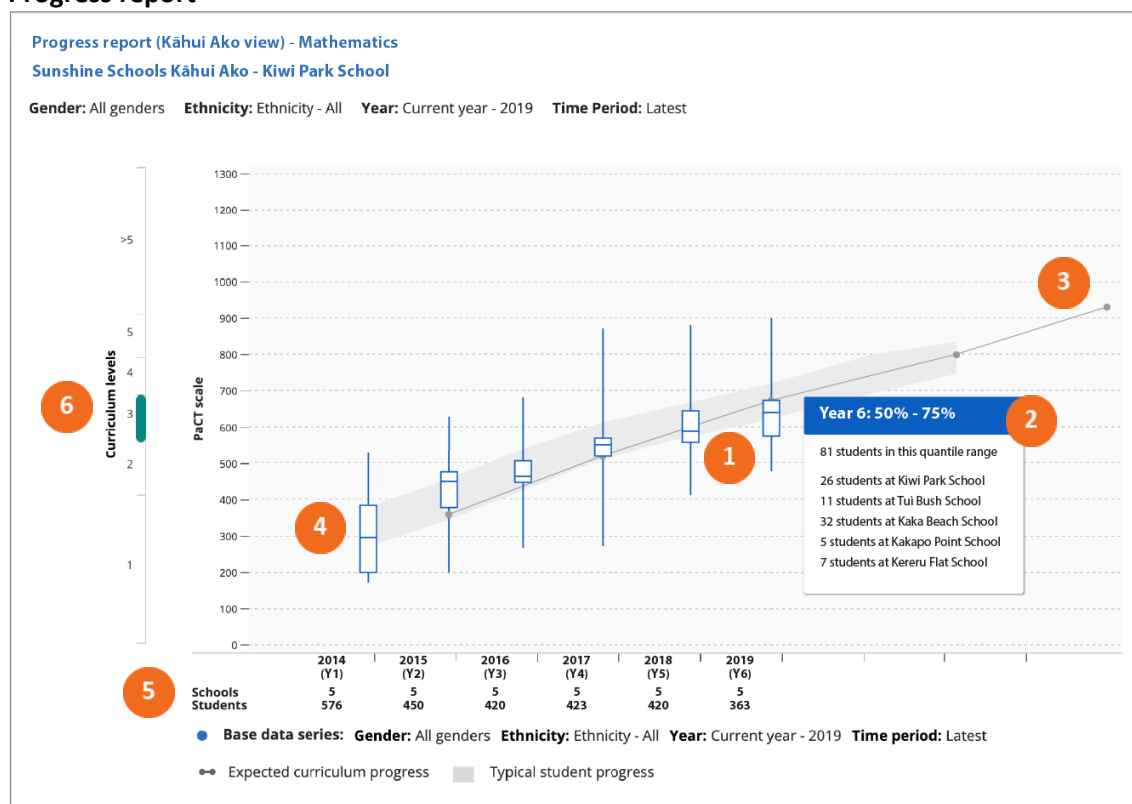 Progress report
Progress report (Kāhui Ako view) - Mathematics
Sunshine Schools Kāhui Ako - Kiwi Park School
Gender: All genders Ethnicity: Ethnicity - All Year: Current year - 2019 Time Period: Latest
Curriculum levels
>5
5
4
3
2
1
PaCT scale
1300
1200
1100
1000
900
800
700
600
500
400
300
200
100
0
1
2
3
4
5
6
Year 6: 50% - 75%
81 students in this quantile range
26 students at Kiwi Park School
11 students at Tui Bush School
32 students at Kaka Beach School
5 students at Kakapo Point School
7 students at Kereru Flat School
2014 2015 2016 2017 2018 2019
(Y1) (Y2) (Y3) (Y4) (Y5) (Y6)
Schools 5 5 5 5 5 5
Students 576 450 420 423 420 363
Base data series: Gender: All genders Ethnicity: Ethnicity - All Year: Current year - 2019 Time period: Latest
Expected curriculum progress Typical student progress